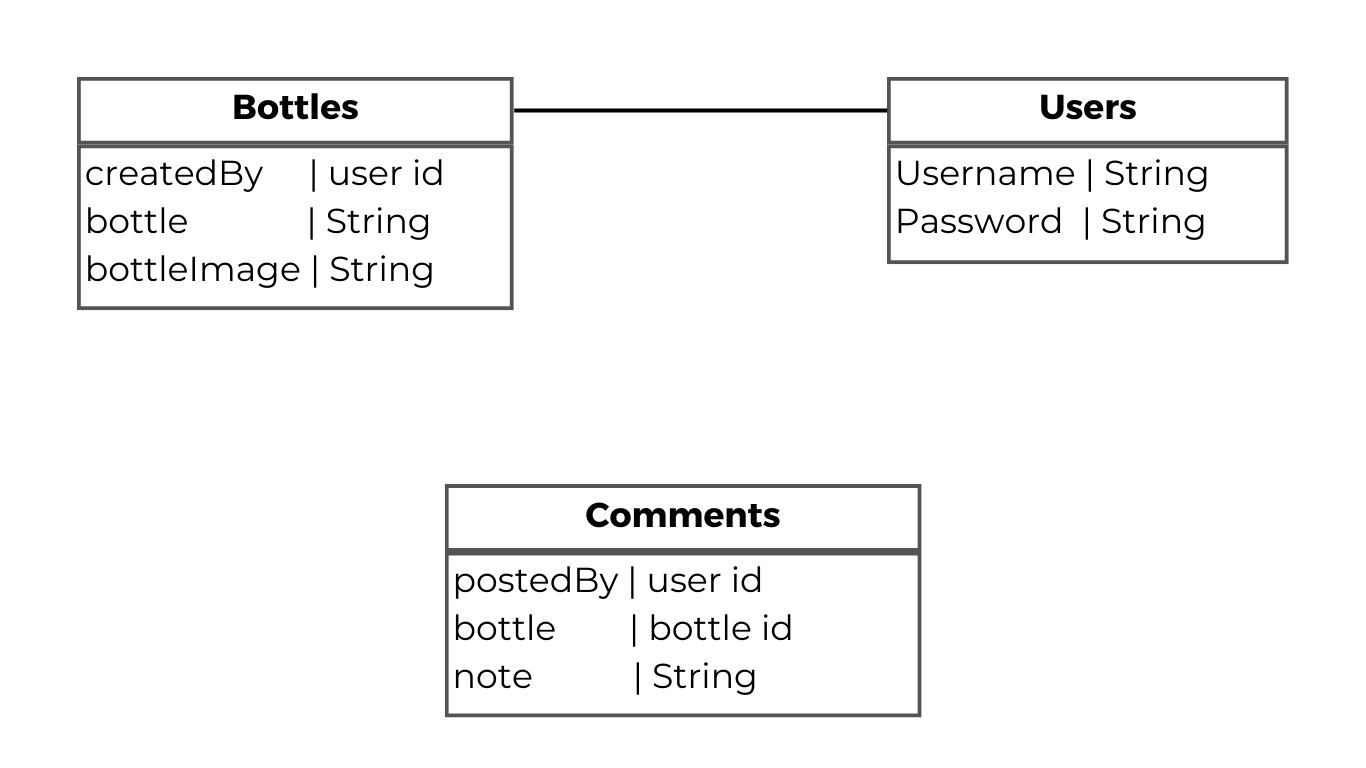 Bottles
createdBy | user id
bottle | String
bottleImage | String
Users
Username | String
Password | String
Comments
postedBy | user id
bottle | bottle id
note | String